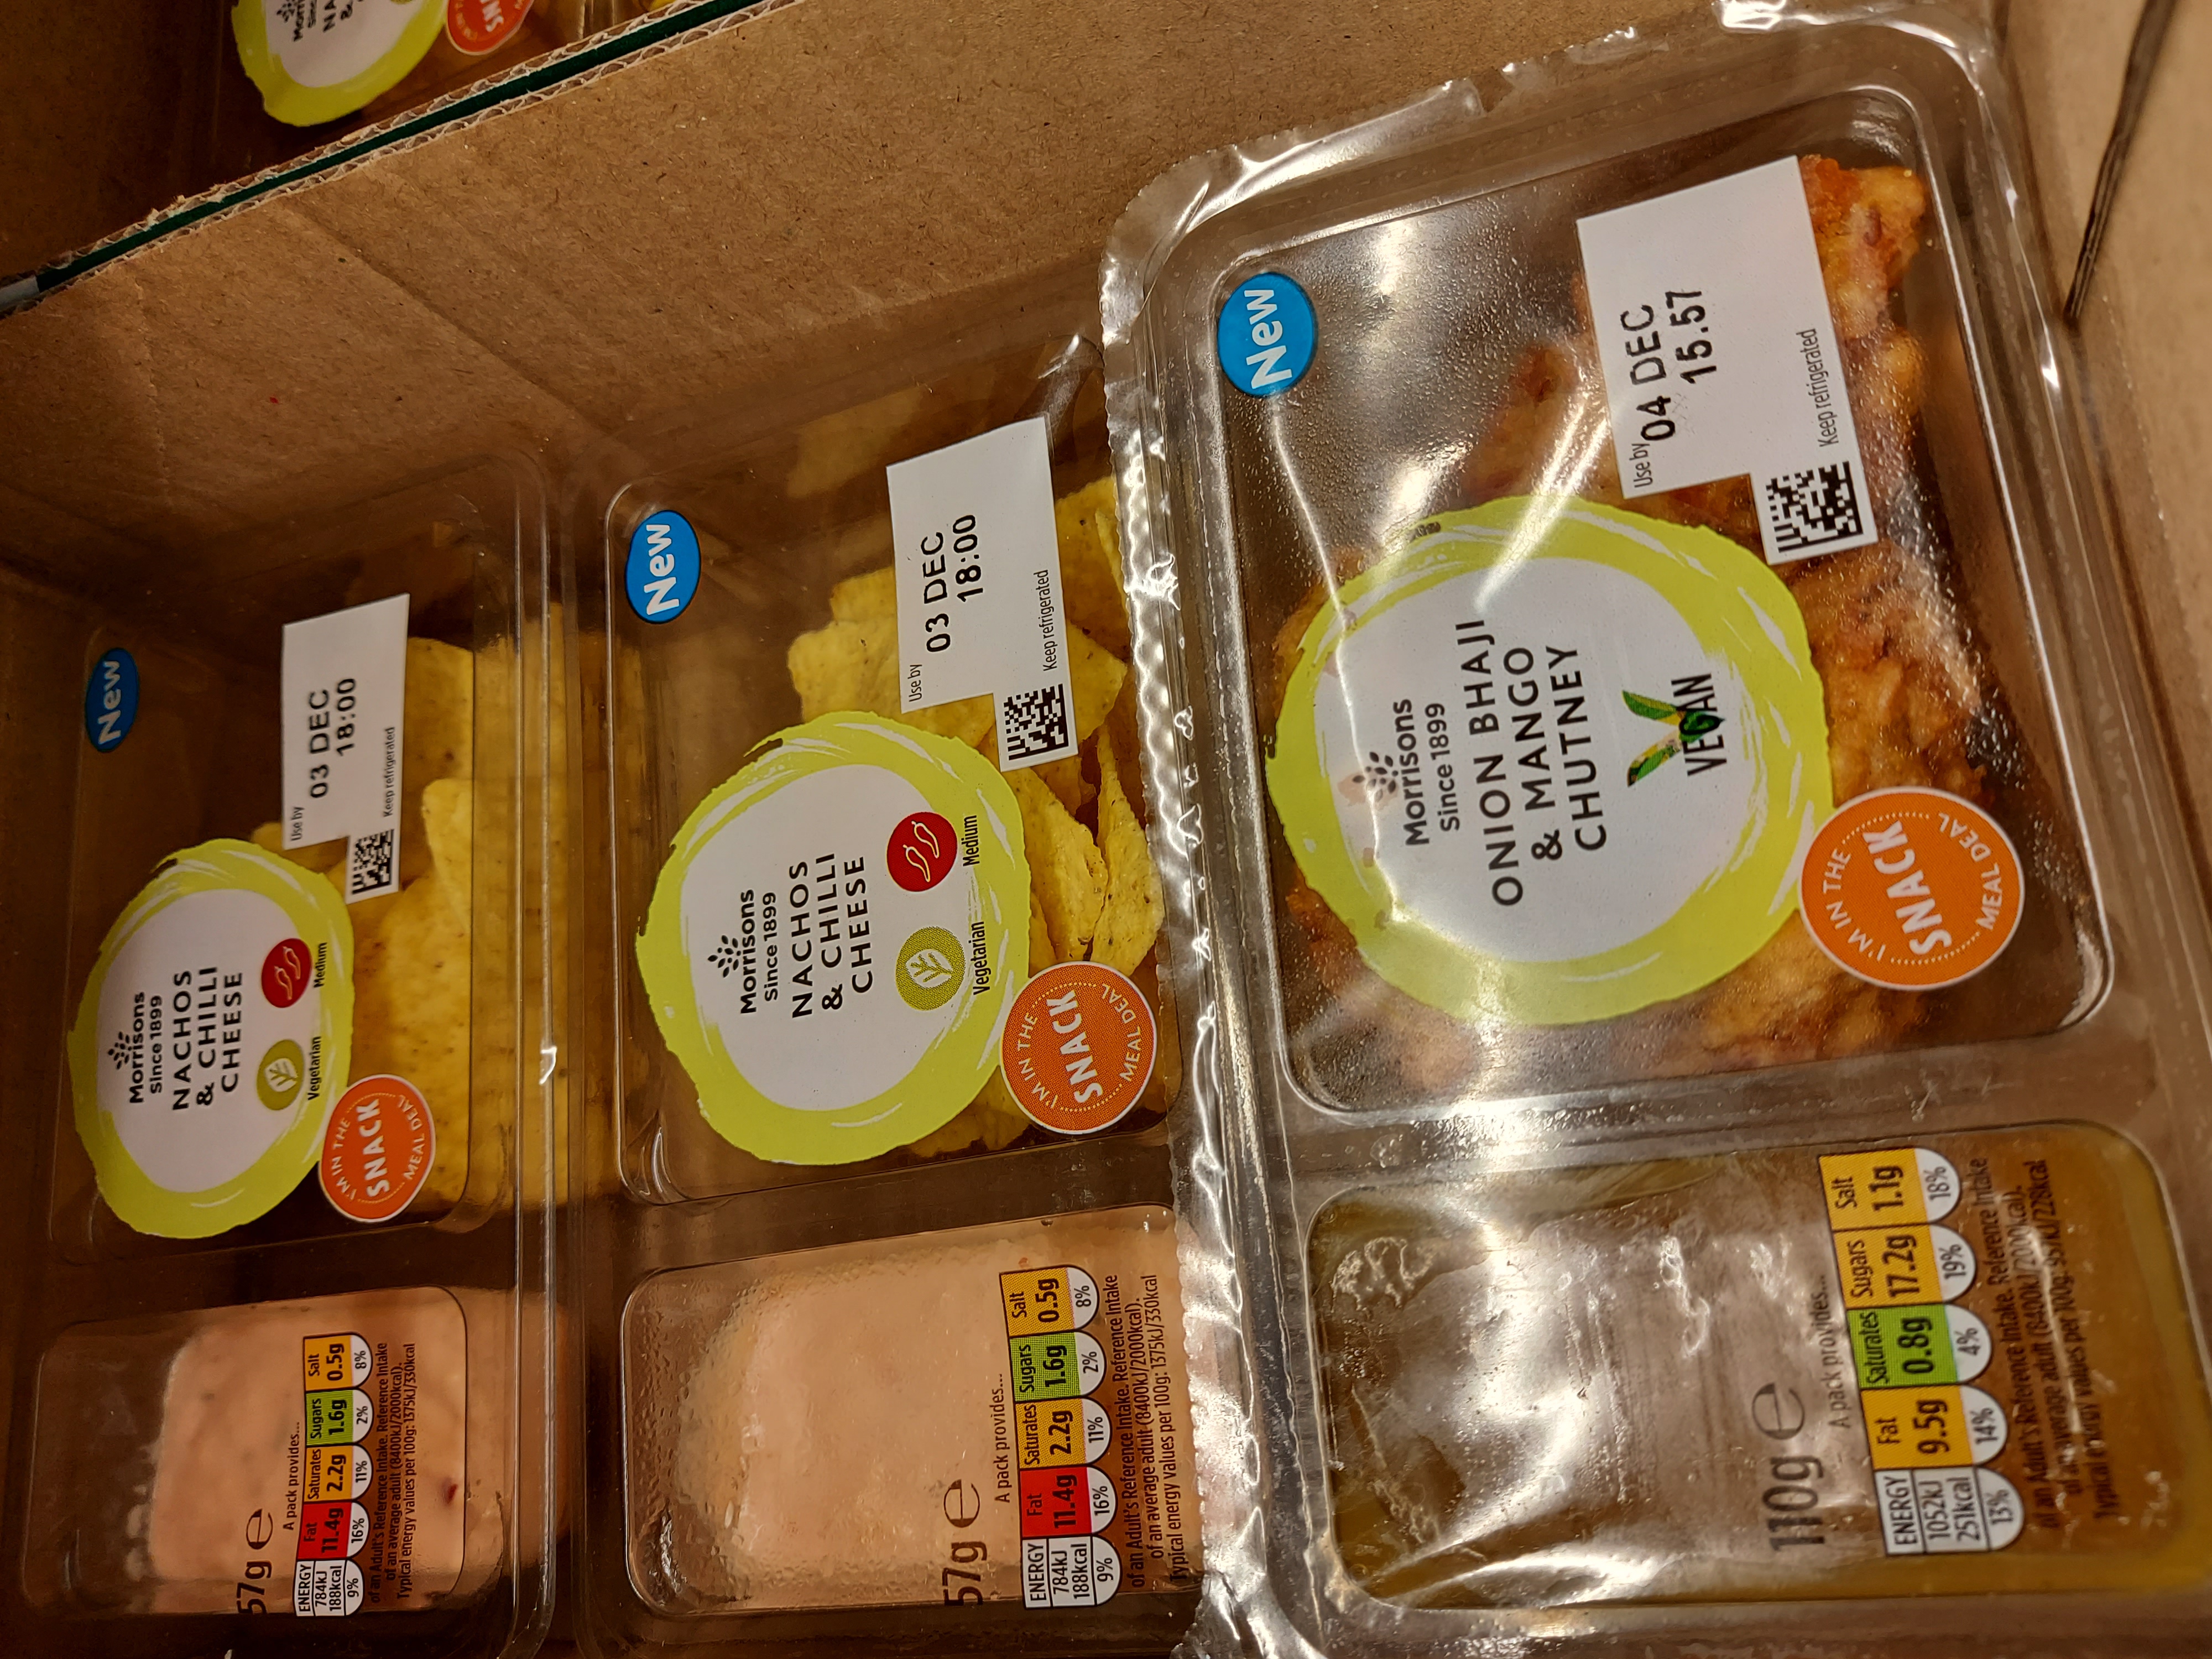 New
Morrisons
Since 1899
NACHOS
& CHILLI
CHEESE
Vegetarian
Medium
57g e
A pack provides...
ENERGY Fat Saturates Sugars Salt
784kJ 11.4g 2.2g 1.6g 0.5g
188kcal
9% 16% 11% 2% 8%
of an Adult's Reference Intake. Reference Intake
of an average adult (8400kJ/2000kcal).
Typical energy values per 100g: 1375kJ/330kcal
I'M IN THE
SNACK
MEAL DEAL
Use by
03 DEC
18:00
Keep refrigerated
New
Morrisons
Since 1899
NACHOS
& CHILLI
CHEESE
Vegetarian
Medium
57g e
A pack provides...
ENERGY Fat Saturates Sugars Salt
784kJ 11.4g 2.2g 1.6g 0.5g
188kcal
9% 16% 11% 2% 8%
of an Adult's Reference Intake. Reference Intake
of an average adult (8400kJ/2000kcal).
Typical energy values per 100g: 1375kJ/330kcal
I'M IN THE
SNACK
MEAL DEAL
Use by
03 DEC
18:00
Keep refrigerated
New
Morrisons
Since 1899
ONION BHAJI
& MANGO
CHUTNEY
VEGAN
110g e
A pack provides...
ENERGY Fat Saturates Sugars Salt
1052kJ 9.5g 0.8g 17.2g 1.1g
251kcal
13% 14% 4% 19% 18%
of an Adult's Reference Intake. Reference Intake
of an average adult (8400kJ/2000kcal).
Typical energy values per 100g: 957kJ/228kcal
I'M IN THE
SNACK
MEAL DEAL
Use by
04 DEC
15.57
Keep refrigerated